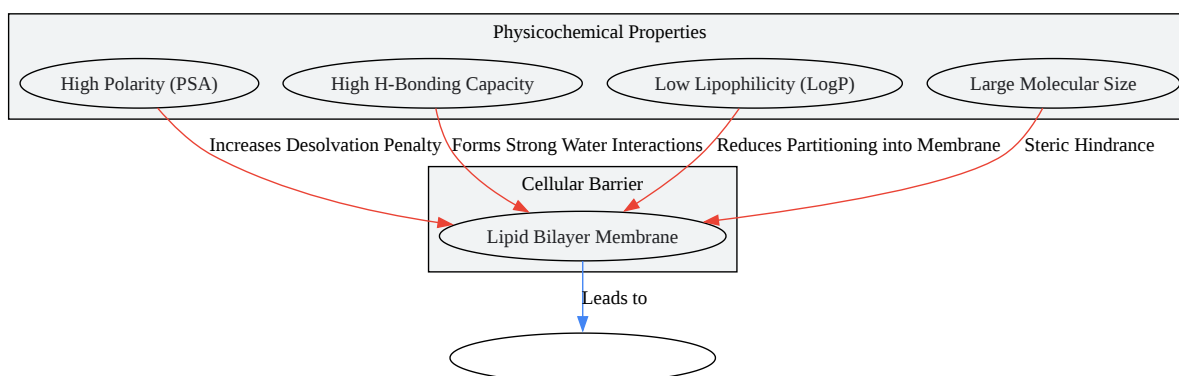 Physicochemical Properties
High Polarity (PSA)
High H-Bonding Capacity
Low Lipophilicity (LogP)
Large Molecular Size
Increases Desolvation Penalty
Forms Strong Water Interactions
Reduces Partitioning into Membrane
Steric Hindrance
Cellular Barrier
Lipid Bilayer Membrane
Leads to